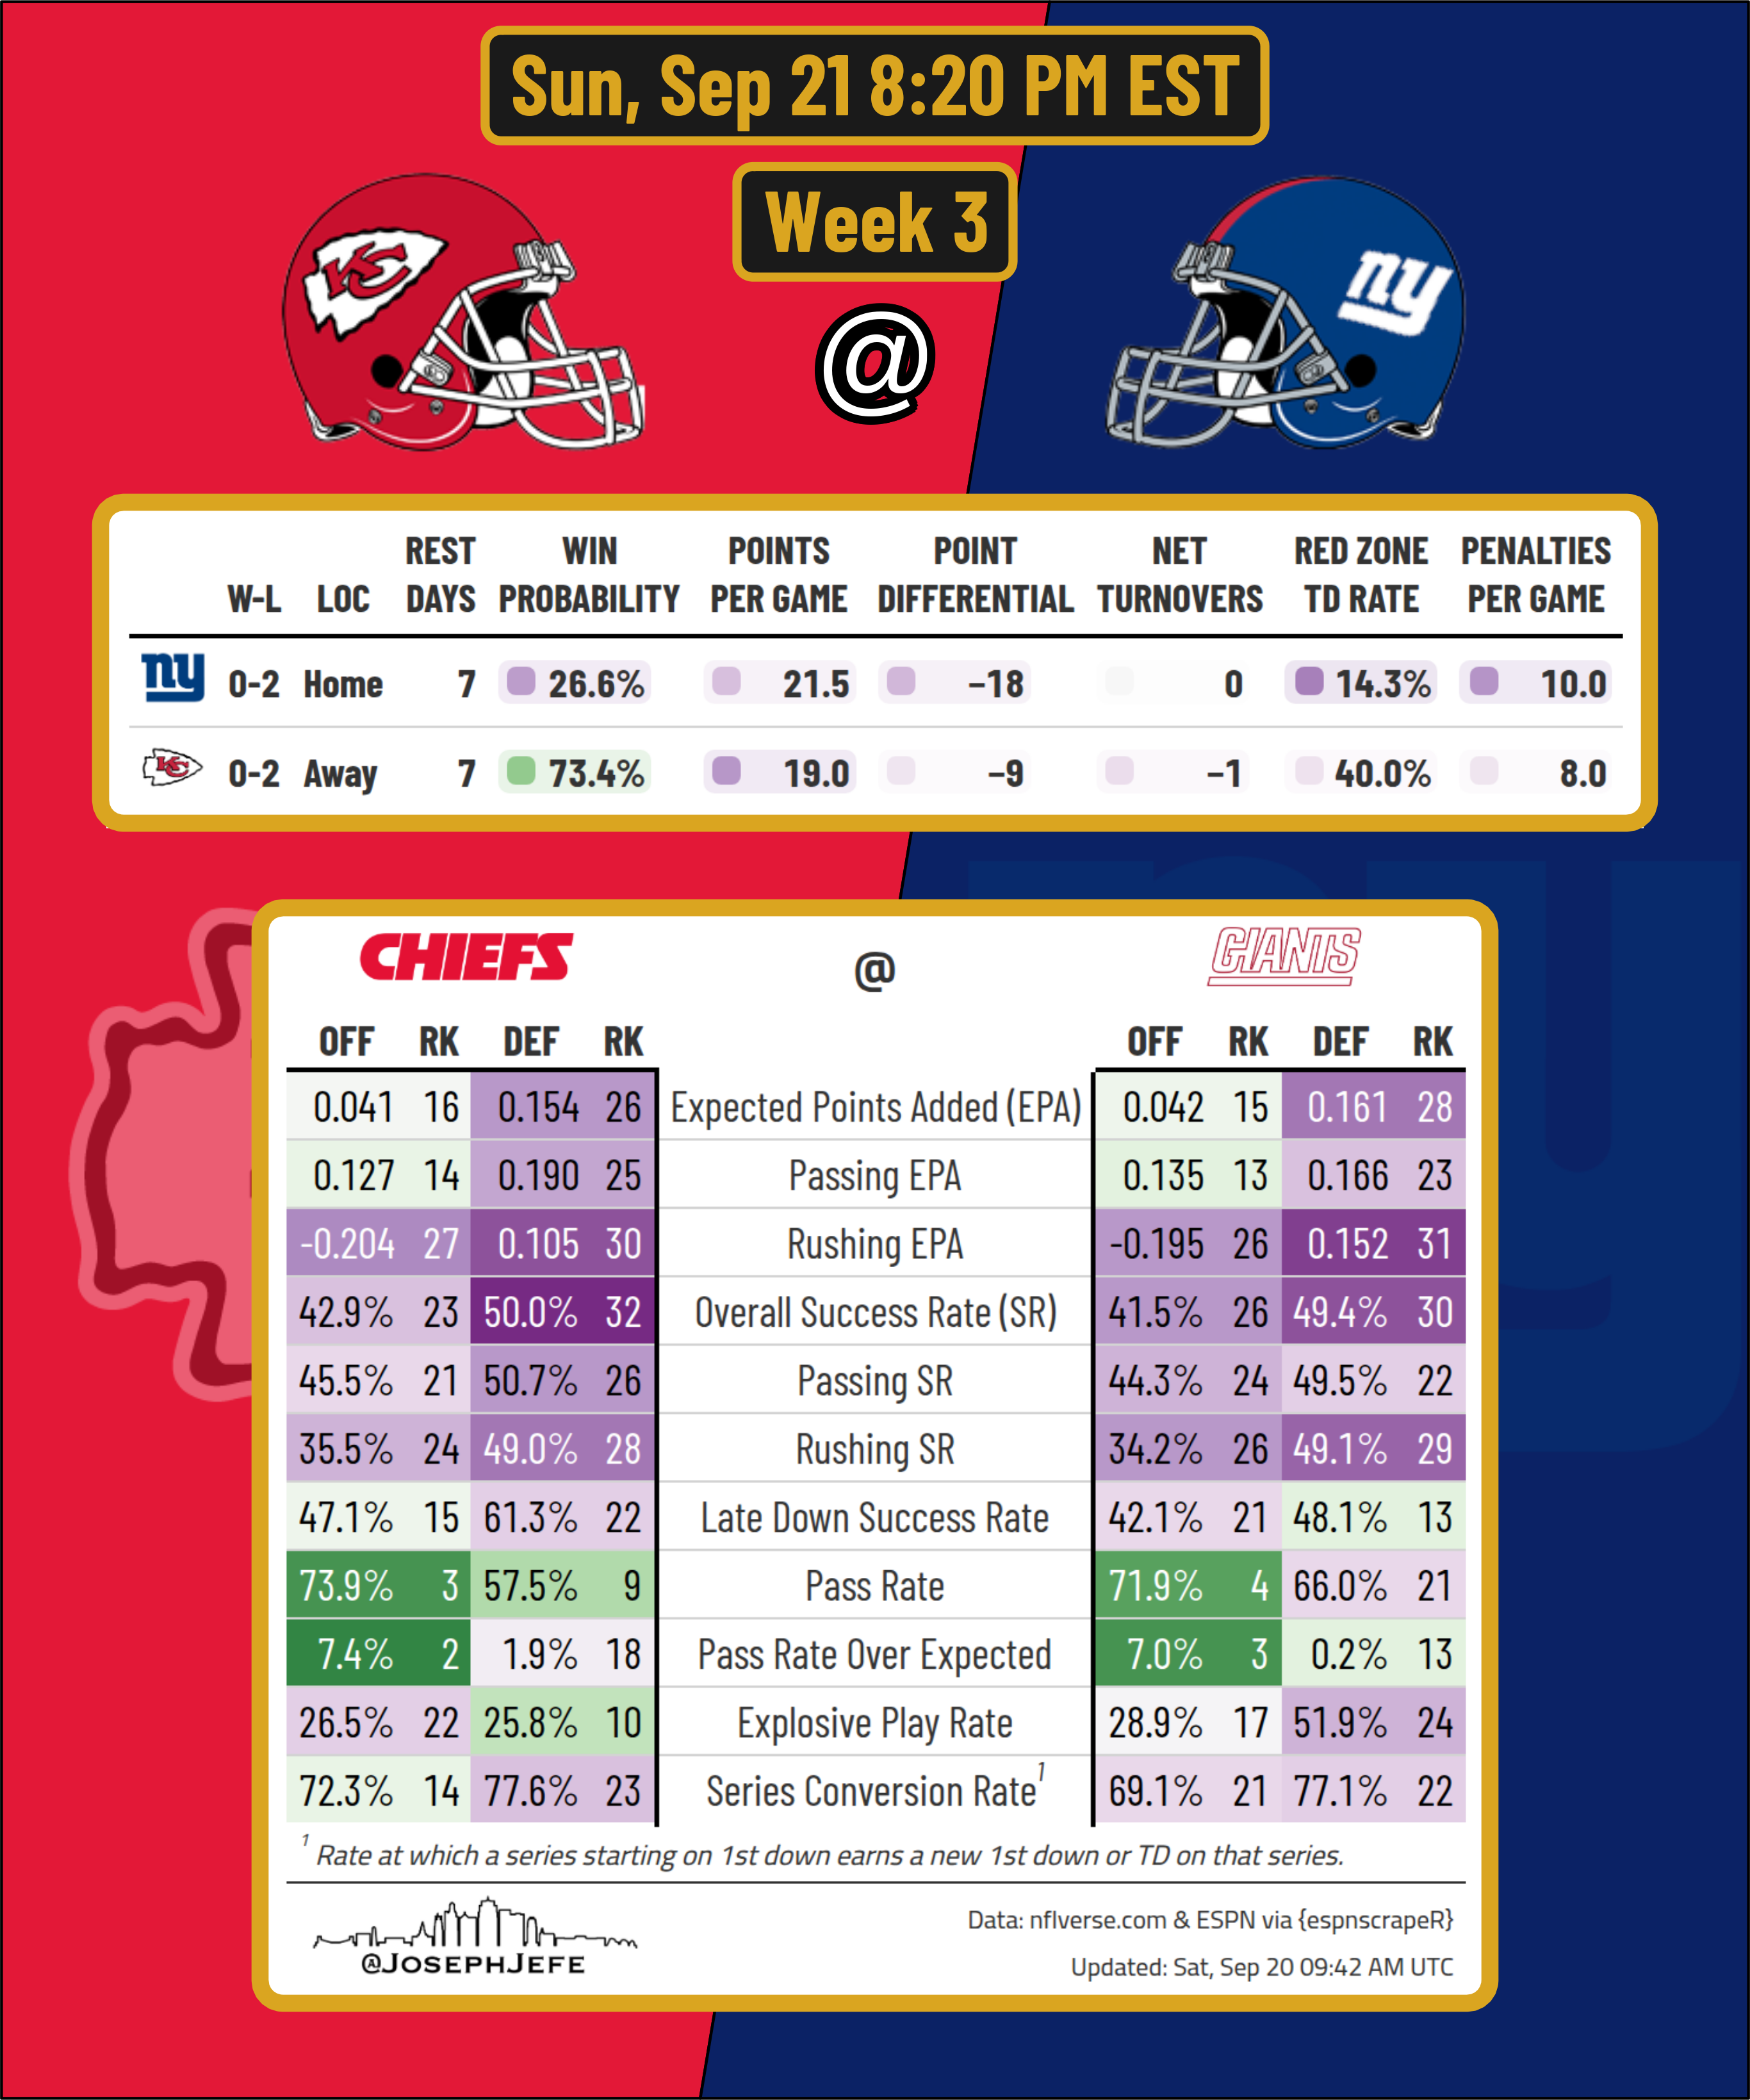 Sun, Sep 21 8:20 PM EST
Week 3
KC
@
ny
REST WIN POINTS POINT NET RED ZONE PENALTIES
W-L LOC DAYS PROBABILITY PER GAME DIFFERENTIAL TURNOVERS TD RATE PER GAME
ny 0-2 Home 7 26.6% 21.5 −18 0 14.3% 10.0
KC 0-2 Away 7 73.4% 19.0 −9 −1 40.0% 8.0
CHIEFS @ GIANTS
OFF RK DEF RK OFF RK DEF RK
0.041 16 0.154 26 Expected Points Added (EPA) 0.042 15 0.161 28
0.127 14 0.190 25 Passing EPA 0.135 13 0.166 23
-0.204 27 0.105 30 Rushing EPA -0.195 26 0.152 31
42.9% 23 50.0% 32 Overall Success Rate (SR) 41.5% 26 49.4% 30
45.5% 21 50.7% 26 Passing SR 44.3% 24 49.5% 22
35.5% 24 49.0% 28 Rushing SR 34.2% 26 49.1% 29
47.1% 15 61.3% 22 Late Down Success Rate 42.1% 21 48.1% 13
73.9% 3 57.5% 9 Pass Rate 71.9% 4 66.0% 21
7.4% 2 1.9% 18 Pass Rate Over Expected 7.0% 3 0.2% 13
26.5% 22 25.8% 10 Explosive Play Rate 28.9% 17 51.9% 24
72.3% 14 77.6% 23 Series Conversion Rate¹ 69.1% 21 77.1% 22
¹ Rate at which a series starting on 1st down earns a new 1st down or TD on that series.
@JOSEPHJEFE
Data: nflverse.com & ESPN via {espnscrapeR}
Updated: Sat, Sep 20 09:42 AM UTC